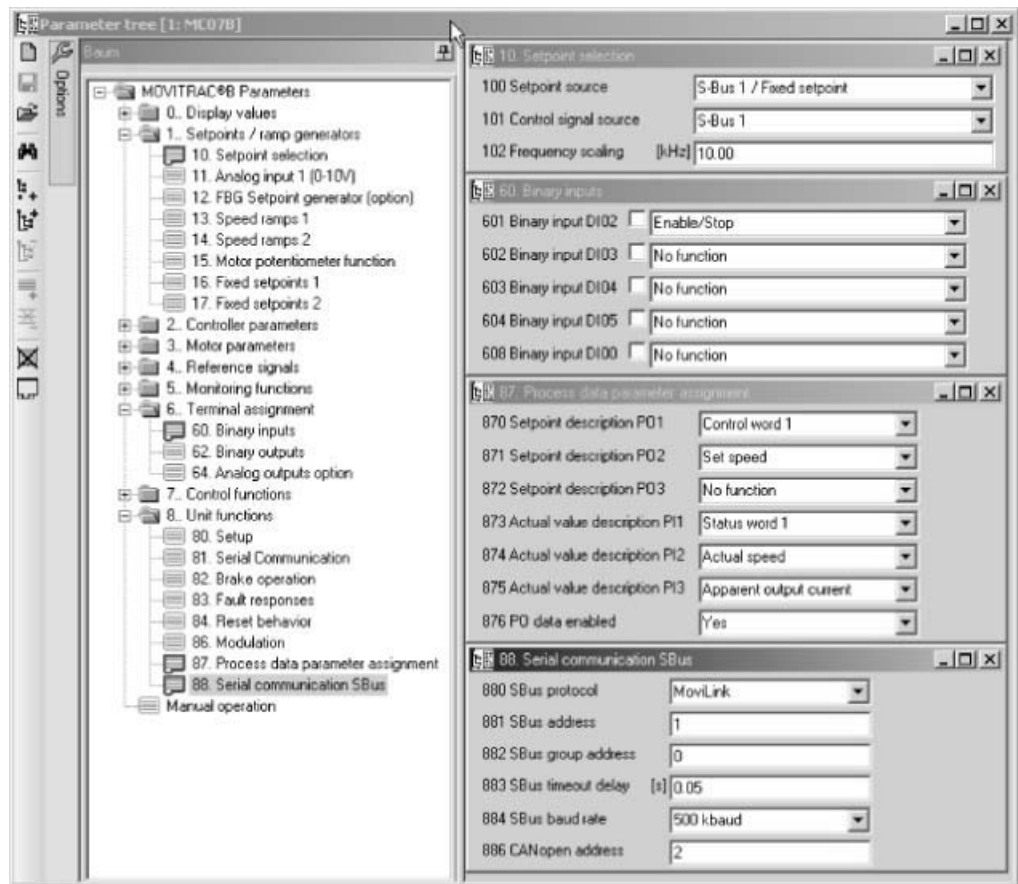 Parameter tree [1: MC07B]
Options
Baum
MOVITRAC®B Parameters
0.. Display values
1.. Setpoints / ramp generators
10. Setpoint selection
11. Analog input 1 (0-10V)
12. FBG Setpoint generator (option)
13. Speed ramps 1
14. Speed ramps 2
15. Motor potentiometer function
16. Fixed setpoints 1
17. Fixed setpoints 2
2.. Controller parameters
3.. Motor parameters
4.. Reference signals
5.. Monitoring functions
6.. Terminal assignment
60. Binary inputs
62. Binary outputs
64. Analog outputs option
7.. Control functions
8.. Unit functions
80. Setup
81. Serial Communication
82. Brake operation
83. Fault responses
84. Reset behavior
86. Modulation
87. Process data parameter assignment
88. Serial communication SBus
Manual operation
10. Setpoint selection
100 Setpoint source S-Bus 1 / Fixed setpoint
101 Control signal source S-Bus 1
102 Frequency scaling [kHz] 10.00
60. Binary inputs
601 Binary input DI02 Enable/Stop
602 Binary input DI03 No function
603 Binary input DI04 No function
604 Binary input DI05 No function
608 Binary input DI00 No function
87. Process data parameter assignment
870 Setpoint description PO1 Control word 1
871 Setpoint description PO2 Set speed
872 Setpoint description PO3 No function
873 Actual value description PI1 Status word 1
874 Actual value description PI2 Actual speed
875 Actual value description PI3 Apparent output current
876 PO data enabled Yes
88. Serial communication SBus
880 SBus protocol MoviLink
881 SBus address 1
882 SBus group address 0
883 SBus timeout delay [s] 0.05
884 SBus baud rate 500 kbaud
886 CANopen address 2